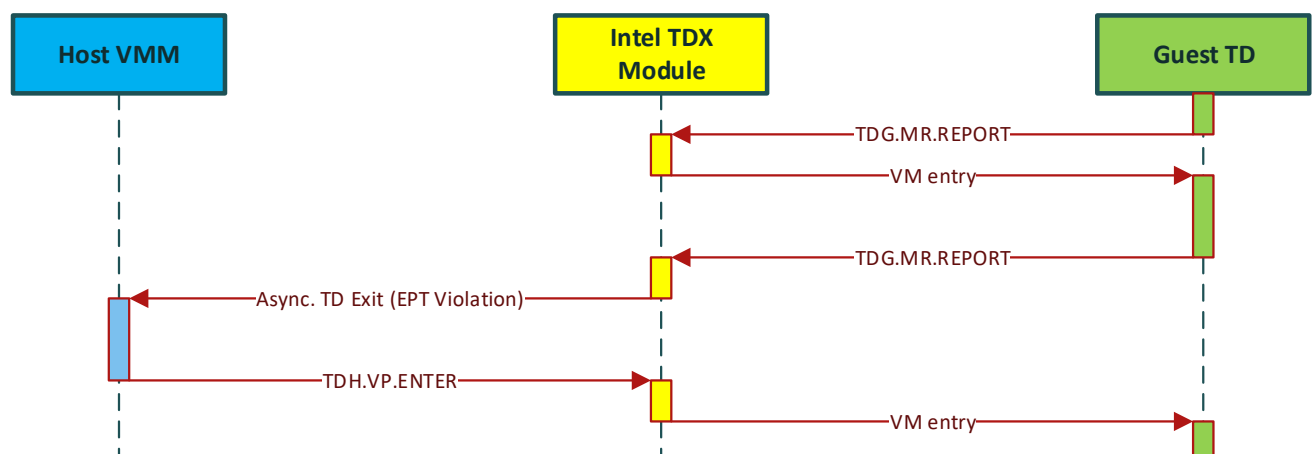 Host VMM
Intel TDX
Module
Guest TD
TDG.MR.REPORT
VM entry
TDG.MR.REPORT
Async. TD Exit (EPT Violation)
TDH.VP.ENTER
VM entry